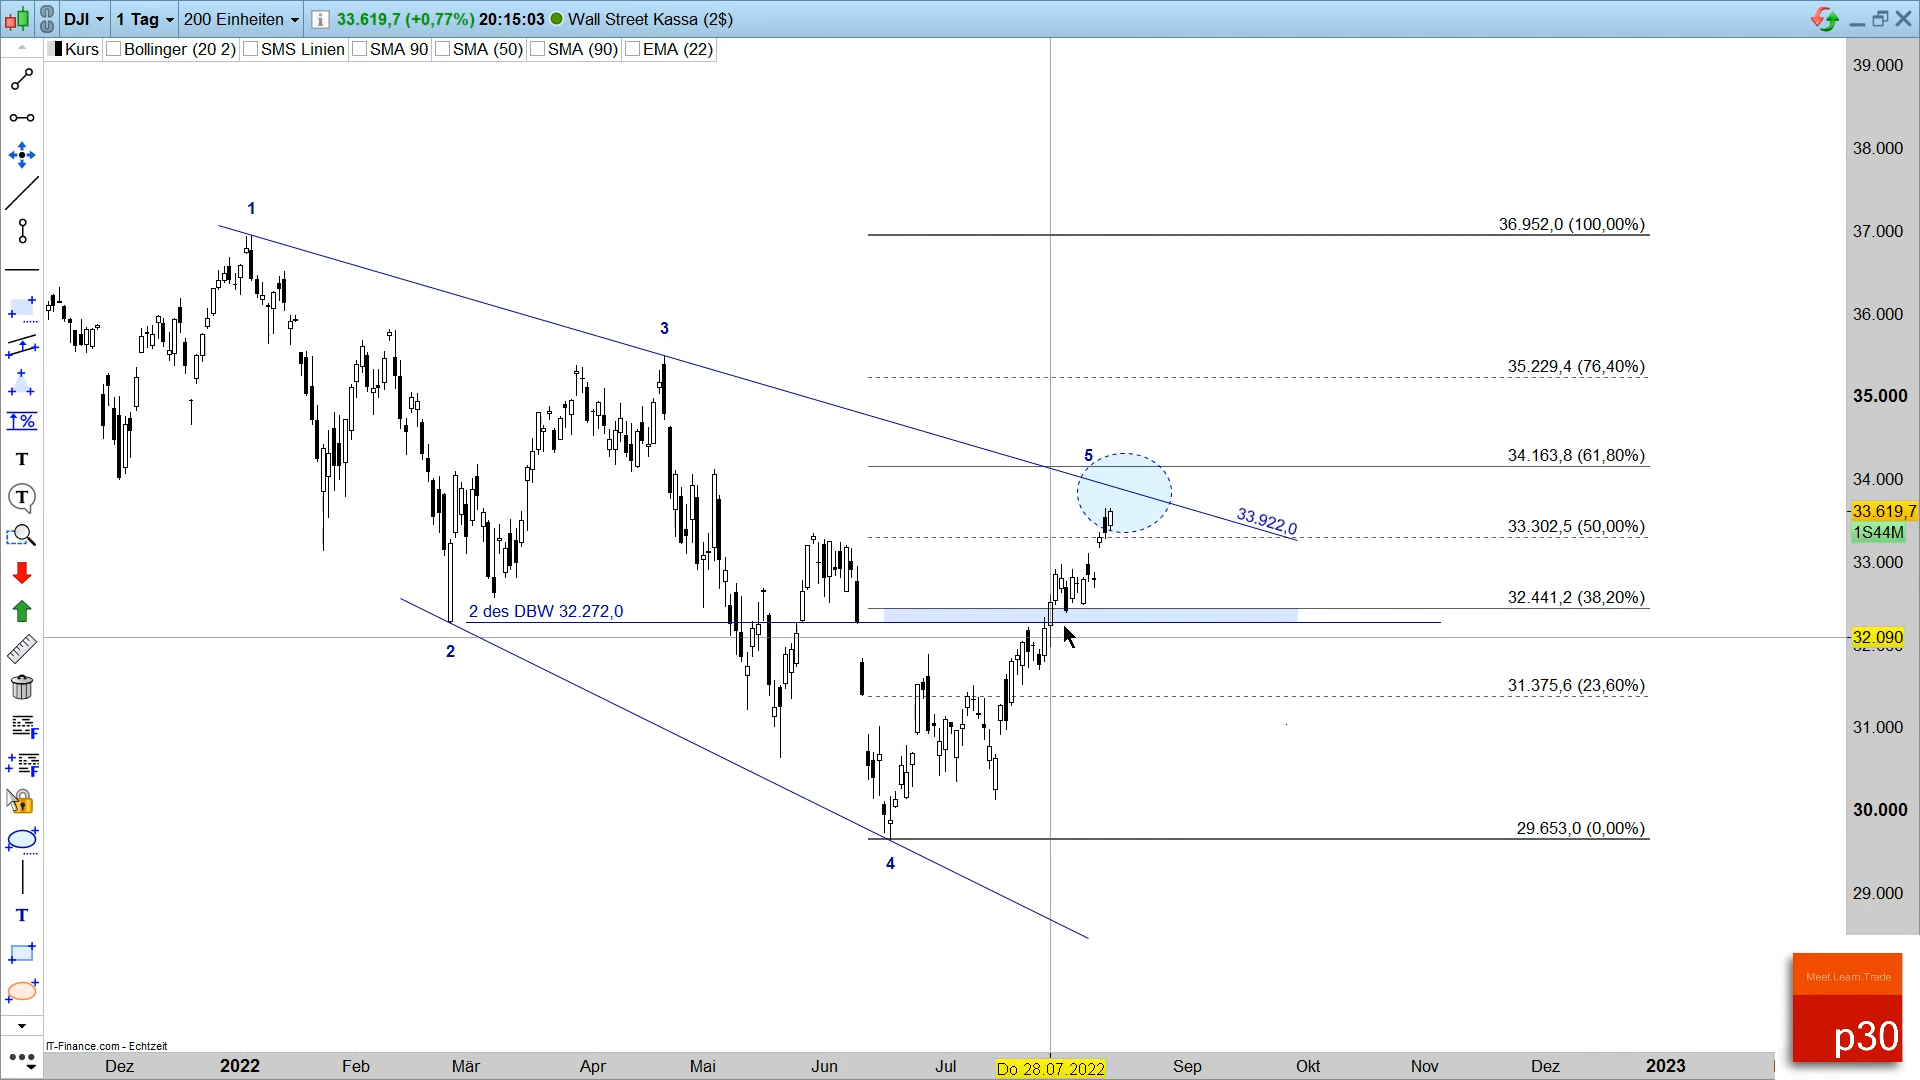 DJI 1 Tag 200 Einheiten 33.619,7 (+0,77%) 20:15:03 Wall Street Kassa (2$)
Kurs Bollinger (20 2) SMS Linien SMA 90 SMA (50) SMA (90) EMA (22)
39.000
38.000
1
36.952,0 (100,00%)
37.000
36.000
3
35.229,4 (76,40%)
35.000
5
34.163,8 (61,80%)
34.000
33.922,0
33.619,7
33.302,5 (50,00%)
1S44M
33.000
32.441,2 (38,20%)
2 des DBW 32.272,0
32.090
2
31.375,6 (23,60%)
31.000
30.000
29.653,0 (0,00%)
4
29.000
%
T
T
F
F
T
Meet.Learn.Trade
p30
IT-Finance.com - Echtzeit
Dez 2022 Feb Mär Apr Mai Jun Jul Do 28.07.2022 Sep Okt Nov Dez 2023